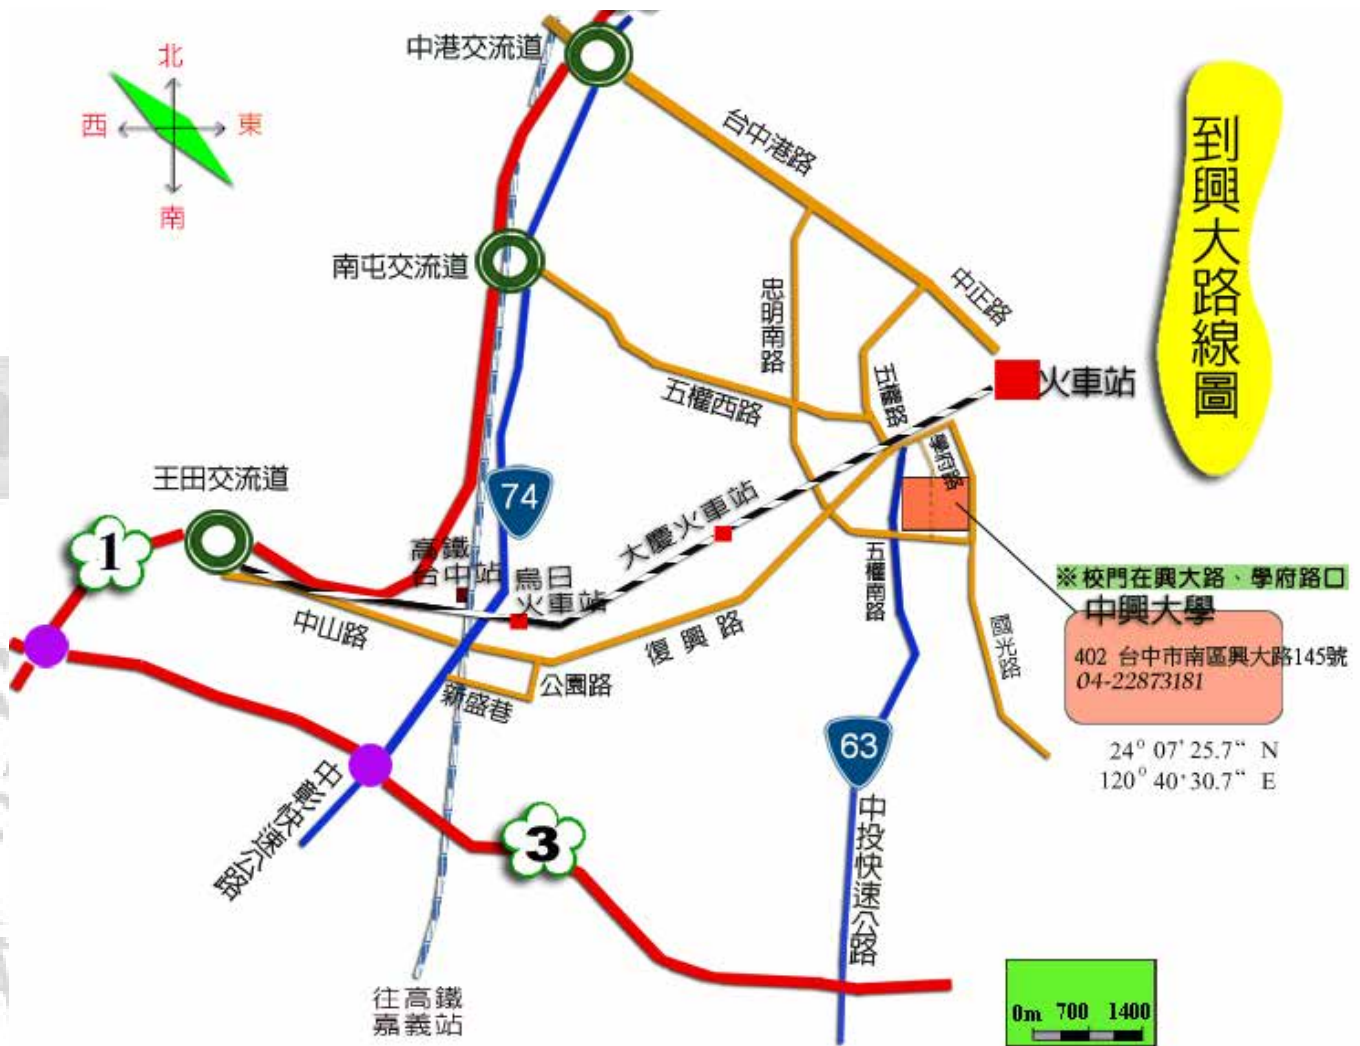 中港交流道
北
西
東
南
台中港路
到興大路線圖
南屯交流道
忠明南路
中正路
火車站
五權西路
五權路
學府路
王田交流道
74
1
高鐵
台中站
烏日
火車站
大慶火車站
五權南路
※校門在興大路、學府路口
中興大學
402 台中市南區興大路145號
04-22873181
中山路
復興路
國光路
公園路
新盛巷
63
24° 07' 25.7“ N
120° 40' 30.7“ E
中彰快速公路
3
中投快速公路
往高鐵
嘉義站
0m 700 1400